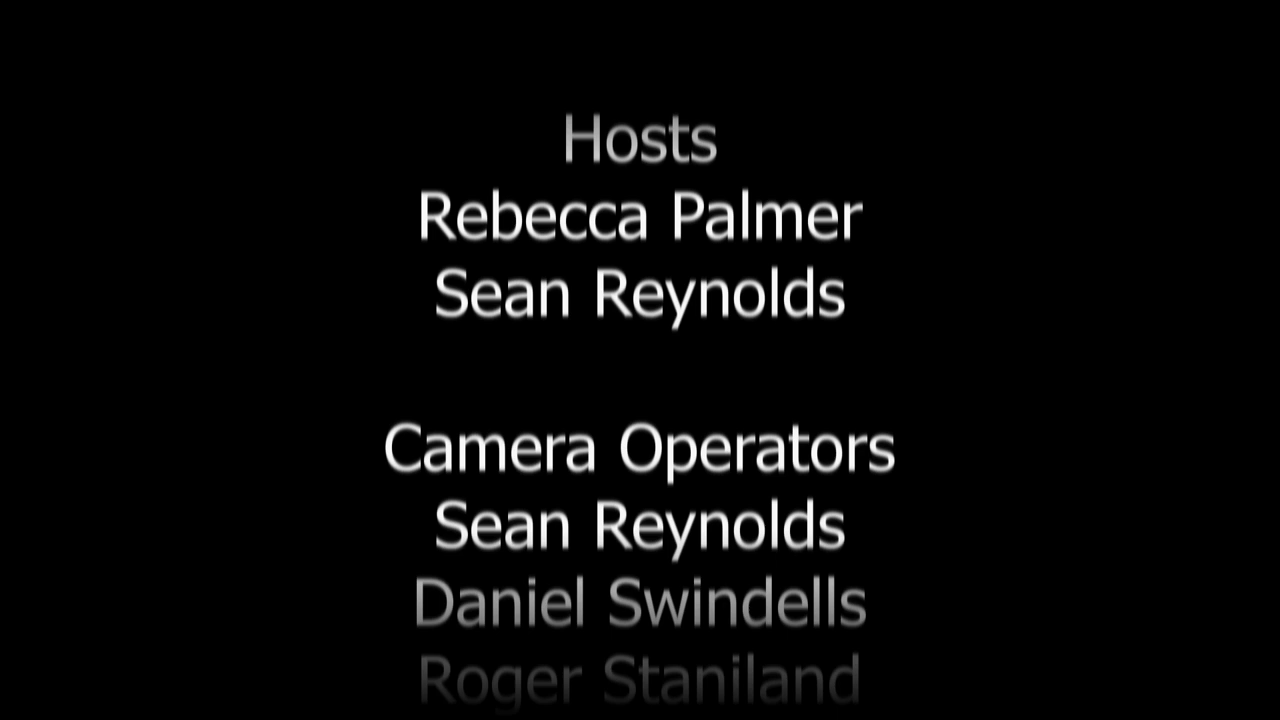 Hosts
Rebecca Palmer
Sean Reynolds
Camera Operators
Sean Reynolds
Daniel Swindells
Roger Staniland